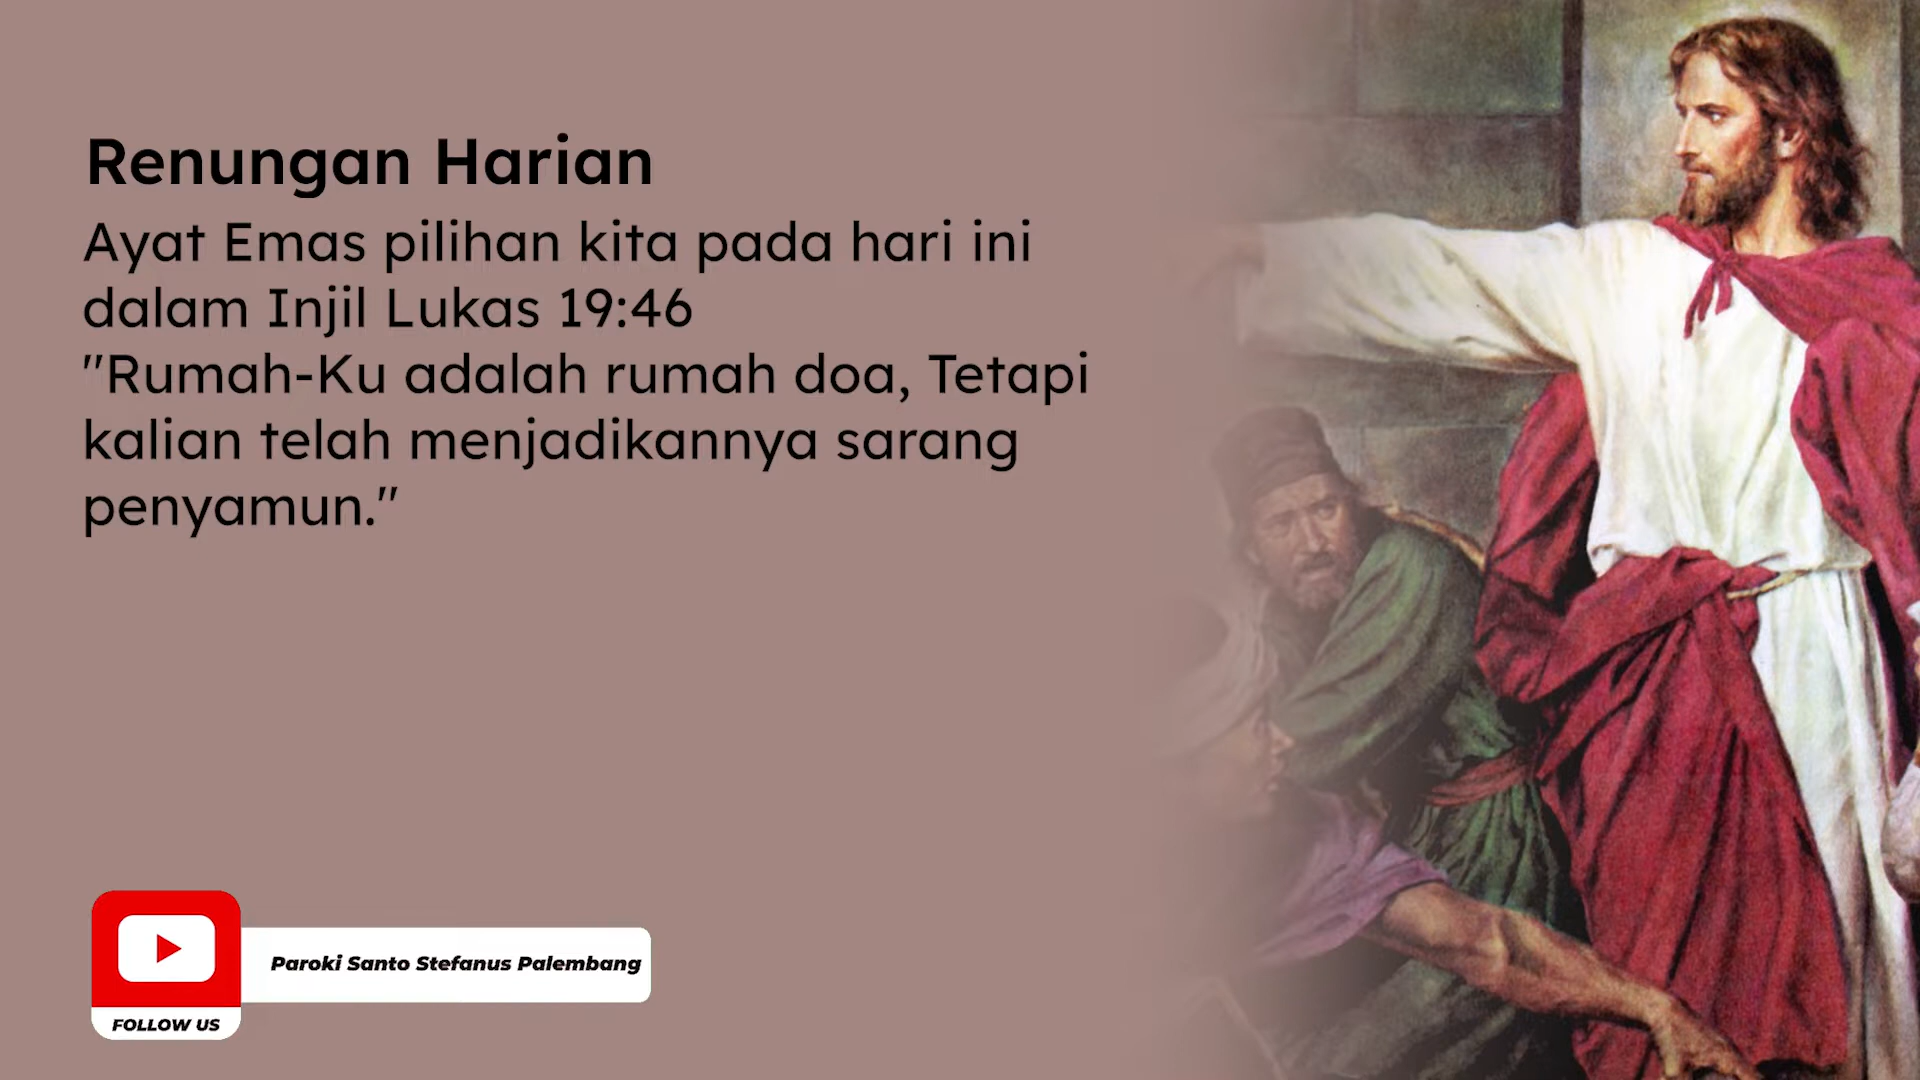 Renungan Harian
Ayat Emas pilihan kita pada hari ini
dalam Injil Lukas 19:46
"Rumah-Ku adalah rumah doa, Tetapi
kalian telah menjadikannya sarang
penyamun."
Paroki Santo Stefanus Palembang
FOLLOW US